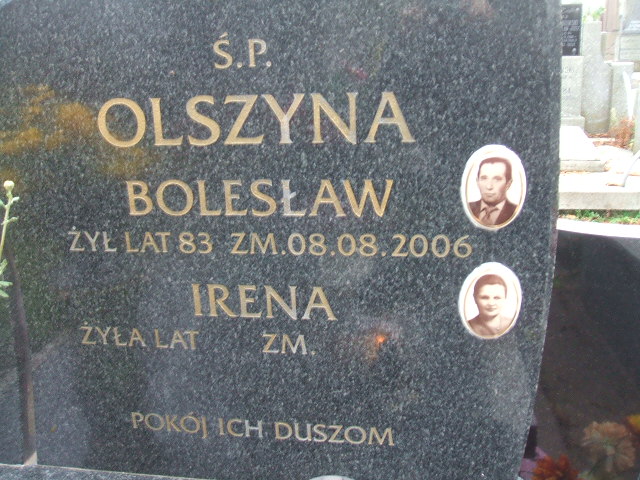 Ś.P.
OLSZYNA
BOLESŁAW
ŻYŁ LAT 83 ZM.08.08.2006
IRENA
ŻYŁA LAT ZM.
POKÓJ ICH DUSZOM